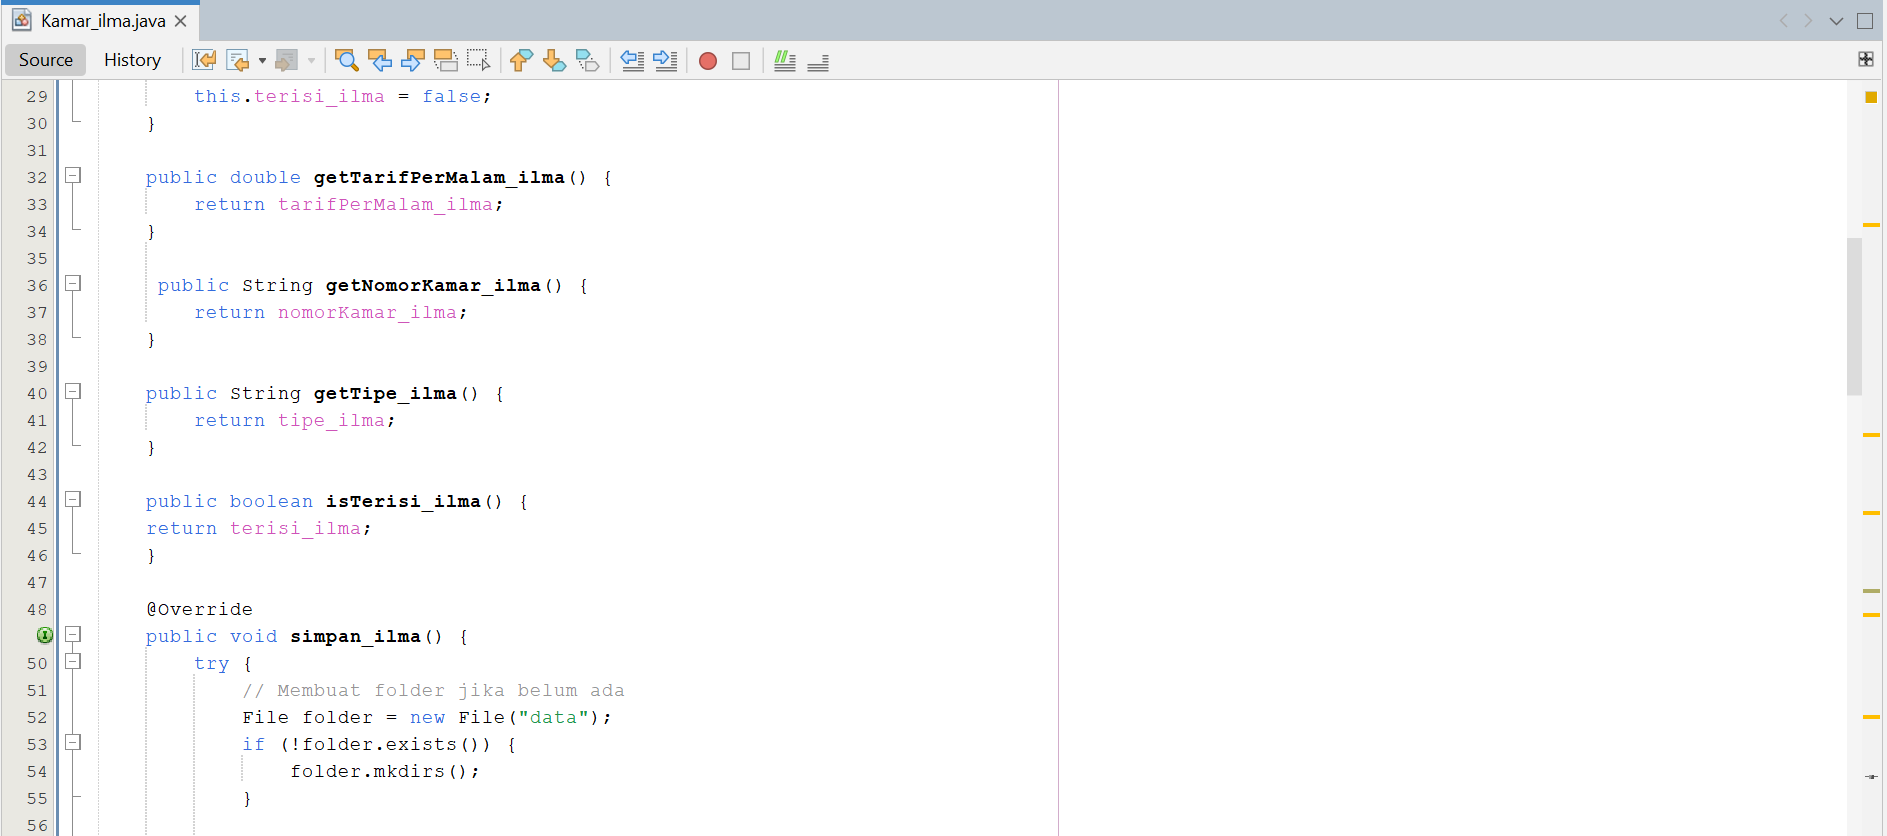 Kamar_ilma.java
Source History
29 this.terisi_ilma = false;
30 }
31
32 public double getTarifPerMalam_ilma() {
33 return tarifPerMalam_ilma;
34 }
35
36 public String getNomorKamar_ilma() {
37 return nomorKamar_ilma;
38 }
39
40 public String getTipe_ilma() {
41 return tipe_ilma;
42 }
43
44 public boolean isTerisi_ilma() {
45 return terisi_ilma;
46 }
47
48 @Override
public void simpan_ilma() {
50 try {
51 // Membuat folder jika belum ada
52 File folder = new File("data");
53 if (!folder.exists()) {
54 folder.mkdirs();
55 }
56